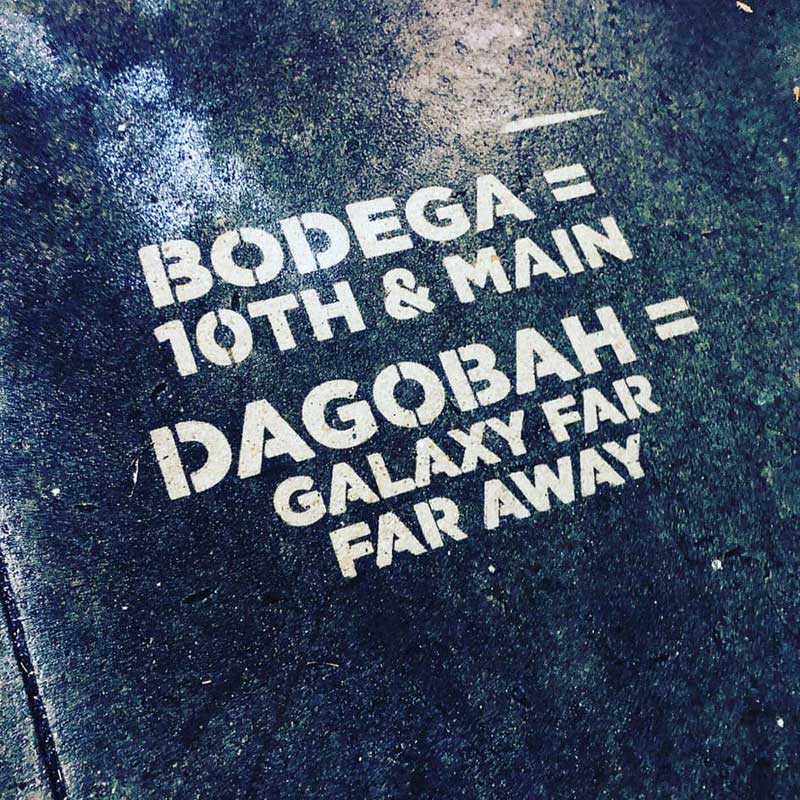 BODEGA =
10TH & MAIN
DAGOBAH =
GALAXY FAR
FAR AWAY